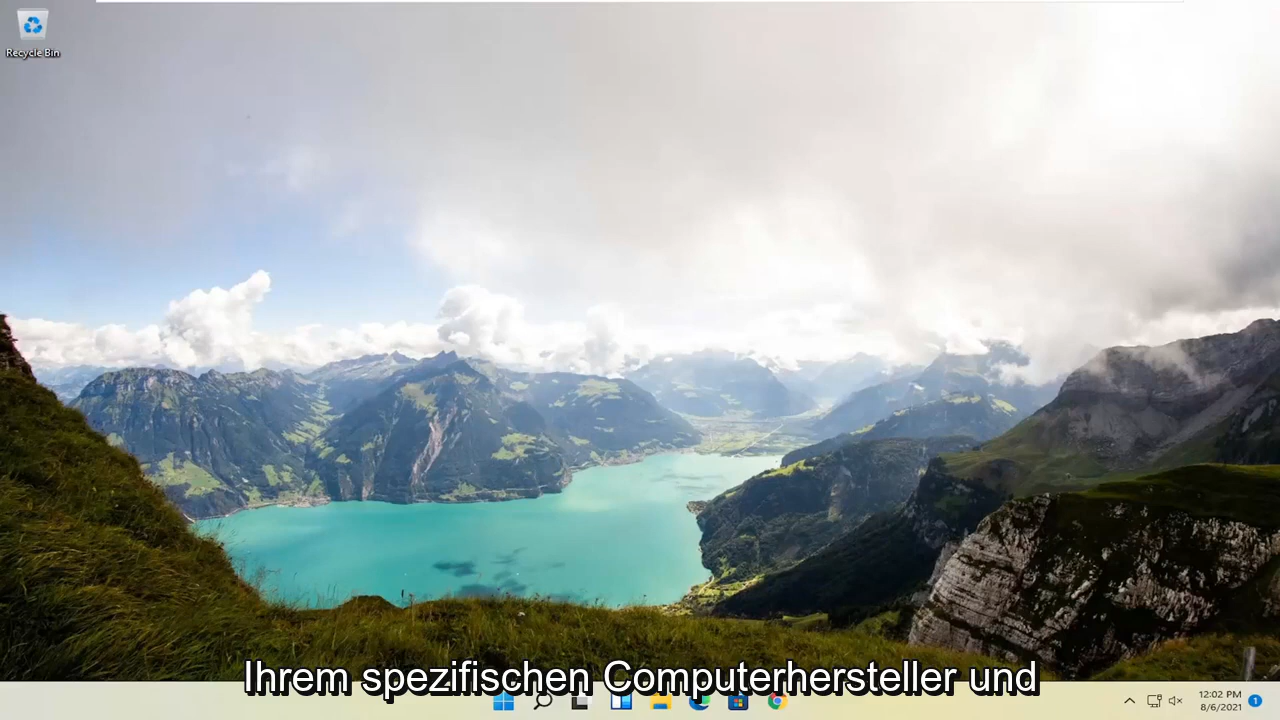 Recycle Bin
Ihrem spezifischen Computerhersteller und
12:02 PM
8/6/2021
1